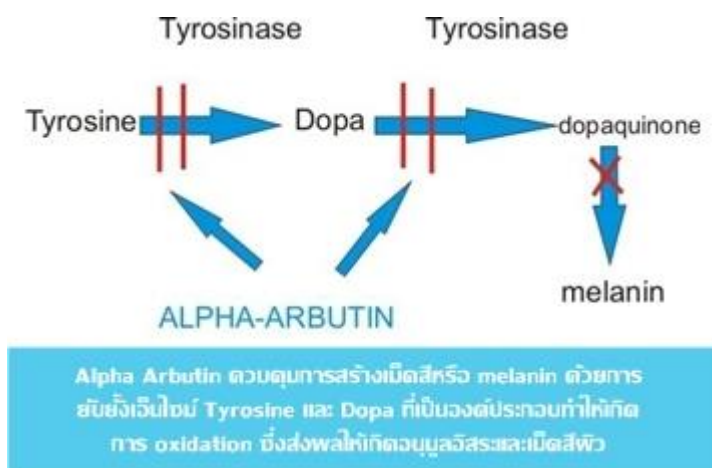 Tyrosinase Tyrosinase
Tyrosine Dopa dopaquinone
melanin
ALPHA-ARBUTIN
Alpha Arbutin ควบคุมการสร้างเม็ดสีหรือ melanin ด้วยการ
ยับยั้งเอ็นไซม์ Tyrosine และ Dopa ที่เป็นองค์ประกอบทำให้เกิด
การ oxidation ซึ่งส่งผลให้เกิดอนุมูลอิสระและเม็ดสีผิว